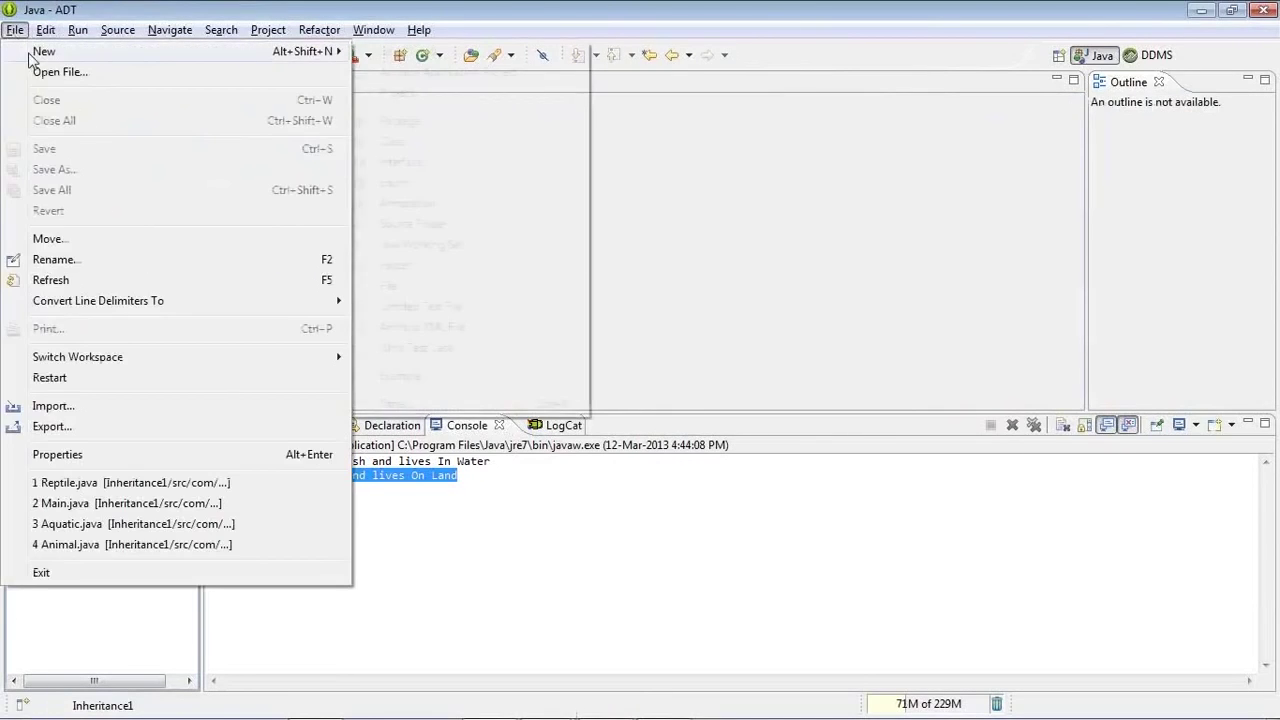 Java - ADT
File Edit Run Source Navigate Search Project Refactor Window Help
New Alt+Shift+N
Open File...
Close Ctrl+W
Close All Ctrl+Shift+W
Save Ctrl+S
Save As...
Save All Ctrl+Shift+S
Revert
Move...
Rename... F2
Refresh F5
Convert Line Delimiters To
Print... Ctrl+P
Switch Workspace
Restart
Import...
Export...
Properties Alt+Enter
1 Reptile.java [Inheritance1/src/com/...]
2 Main.java [Inheritance1/src/com/...]
3 Aquatic.java [Inheritance1/src/com/...]
4 Animal.java [Inheritance1/src/com/...]
Exit
Java DDMS
Outline
An outline is not available.
Declaration Console LogCat
lication] C:\Program Files\Java\jre7\bin\javaw.exe (12-Mar-2013 4:44:08 PM)
sh and lives In Water
nd lives On Land
Inheritance1
71M of 229M